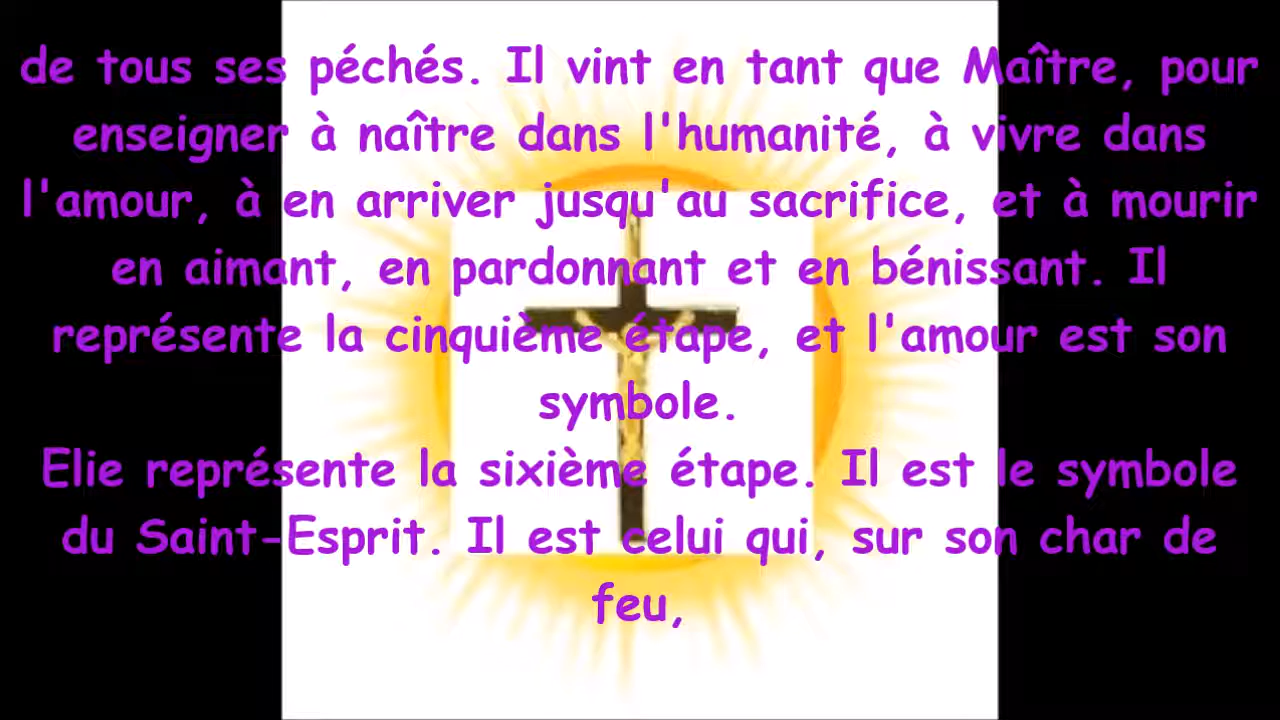 de tous ses péchés. Il vint en tant que Maître, pour
enseigner à naître dans l'humanité, à vivre dans
l'amour, à en arriver jusqu'au sacrifice, et à mourir
en aimant, en pardonnant et en bénissant. Il
représente la cinquième étape, et l'amour est son
symbole.
Elie représente la sixième étape. Il est le symbole
du Saint-Esprit. Il est celui qui, sur son char de
feu,